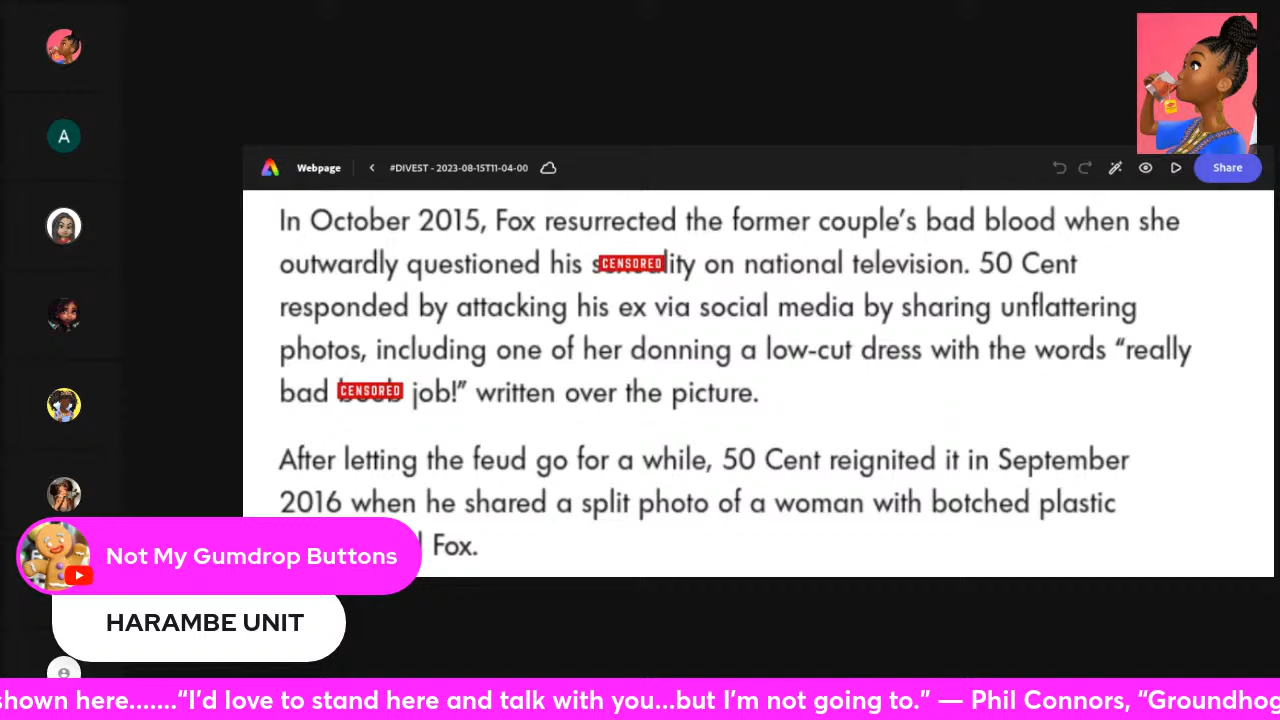 A
Webpage
#DIVEST - 2023-08-15T11-04-00
Share
In October 2015, Fox resurrected the former couple’s bad blood when she
outwardly questioned his s CENSORED lity on national television. 50 Cent
responded by attacking his ex via social media by sharing unflattering
photos, including one of her donning a low-cut dress with the words “really
bad CENSORED job!” written over the picture.
After letting the feud go for a while, 50 Cent reignited it in September
2016 when he shared a split photo of a woman with botched plastic
Fox.
Not My Gumdrop Buttons
HARAMBE UNIT
shown here.......“I’d love to stand here and talk with you...but I’m not going to.” — Phil Connors, “Groundhog